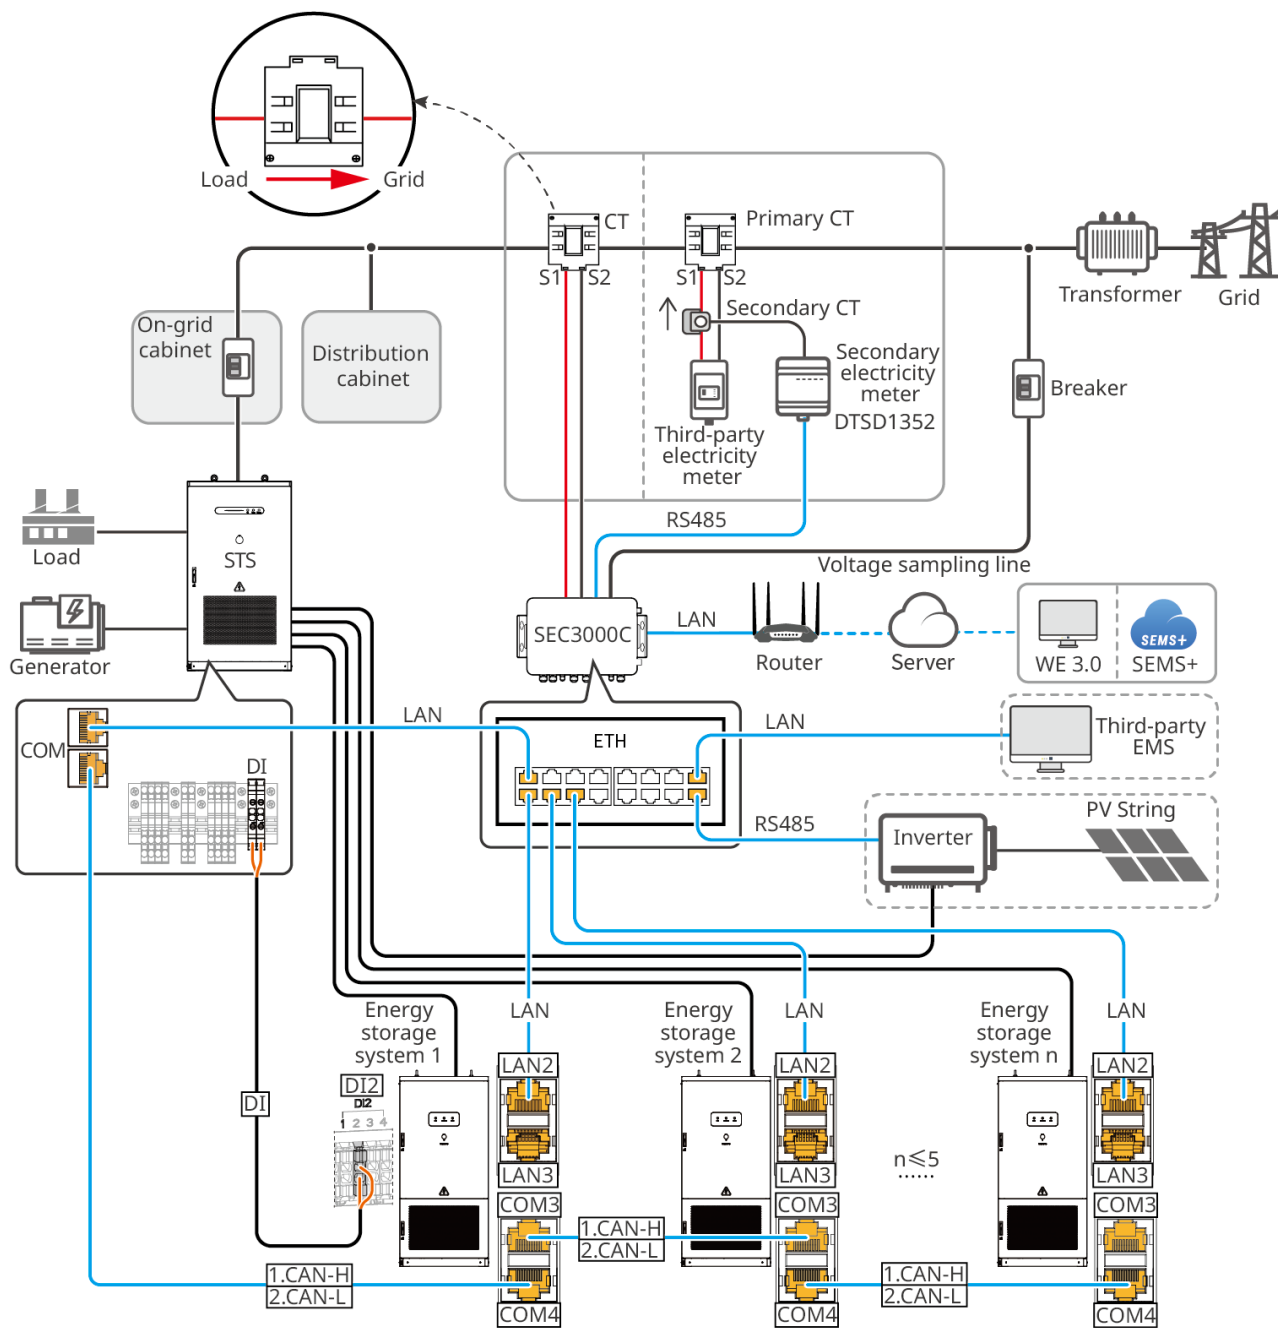 Load
Grid
CT
Primary CT
S1
S2
S1
S2
Transformer
Grid
On-grid
cabinet
Distribution
cabinet
Secondary CT
Secondary
electricity
meter
DTSD1352
Breaker
Third-party
electricity
meter
RS485
Load
STS
Voltage sampling line
Generator
SEC3000C
LAN
Router
Server
WE 3.0
SEMS+
SEMS+
COM
DI
LAN
ETH
LAN
Third-party
EMS
RS485
Inverter
PV String
Energy
storage
system 1
LAN
Energy
storage
system 2
LAN
Energy
storage
system n
LAN
LAN2
LAN2
LAN2
DI
DI2
DI2
1 2 3 4
LAN3
LAN3
LAN3
n≤5
......
COM3
COM3
COM3
1.CAN-H
2.CAN-L
1.CAN-H
2.CAN-L
1.CAN-H
2.CAN-L
COM4
COM4
COM4